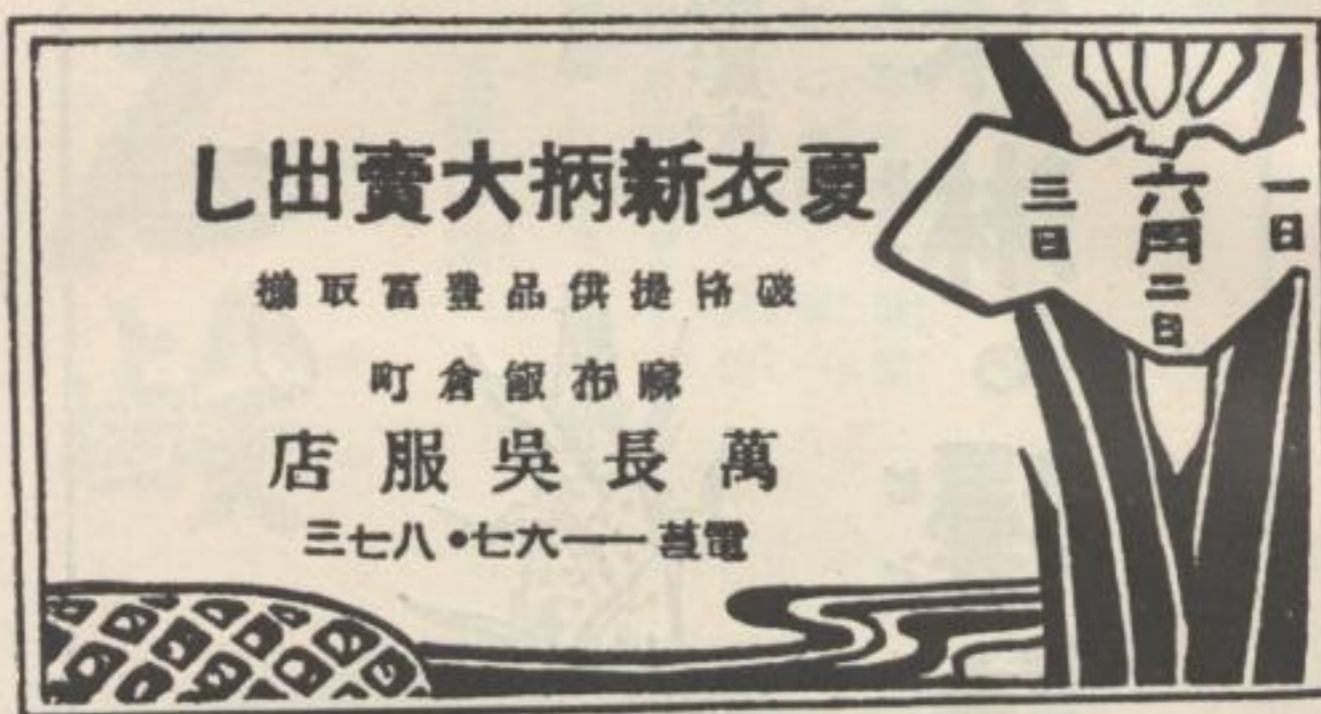 一日
六月二日
三日
夏衣新柄大賣出し
破格提供品豐富取揃
麻布飯倉町
萬長吳服店
電芝一一六七•八七三